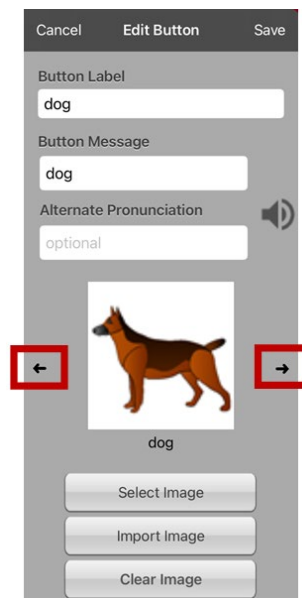 Cancel Edit Button Save
Button Label
dog
Button Message
dog
Alternate Pronunciation
optional
← →
dog
Select Image
Import Image
Clear Image